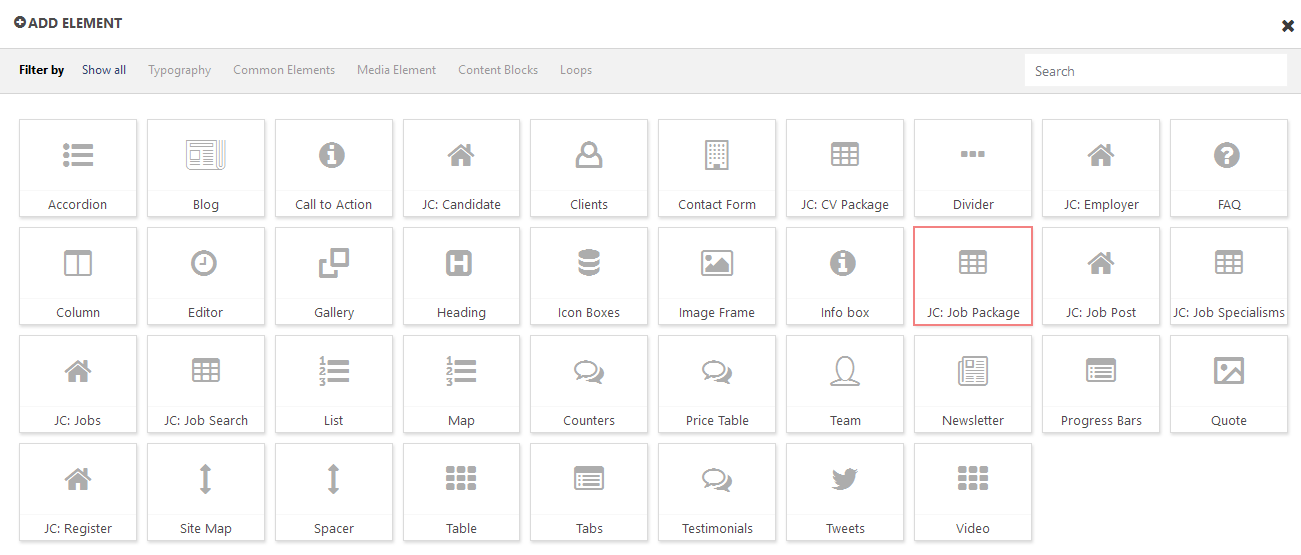 ADD ELEMENT
Filter by Show all Typography Common Elements Media Element Content Blocks Loops Search
Accordion Blog Call to Action JC: Candidate Clients Contact Form JC: CV Package Divider JC: Employer FAQ
Column Editor Gallery Heading Icon Boxes Image Frame Info box JC: Job Package JC: Job Post JC: Job Specialisms
JC: Jobs JC: Job Search List Map Counters Price Table Team Newsletter Progress Bars Quote
JC: Register Site Map Spacer Table Tabs Testimonials Tweets Video